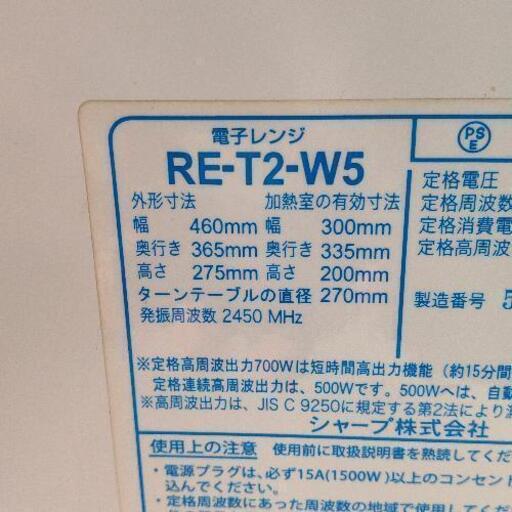 電子レンジ
RE-T2-W5
PS
E
外形寸法 加熱室の有効寸法
幅 460mm 幅 300mm
奥行き 365mm 奥行き 335mm
高さ 275mm 高さ 200mm
ターンテーブルの直径 270mm
発振周波数 2450 MHz
定格電圧
定格周波数
定格消費電
定格高周波
製造番号 5
※定格高周波出力700Wは短時間高出力機能（約15分間
定格連続高周波出力は、500Wです。500Wへは、自動
※高周波出力は、JIS C 9250に規定する第2法により
シャープ株式会社
使用上の注意 使用前に取扱説明書を熟読してくだ
・電源プラグは、必ず15A(1500W)以上のコンセント
込んでください。
・定格周波数にあった周波数の地域で使用してくだ